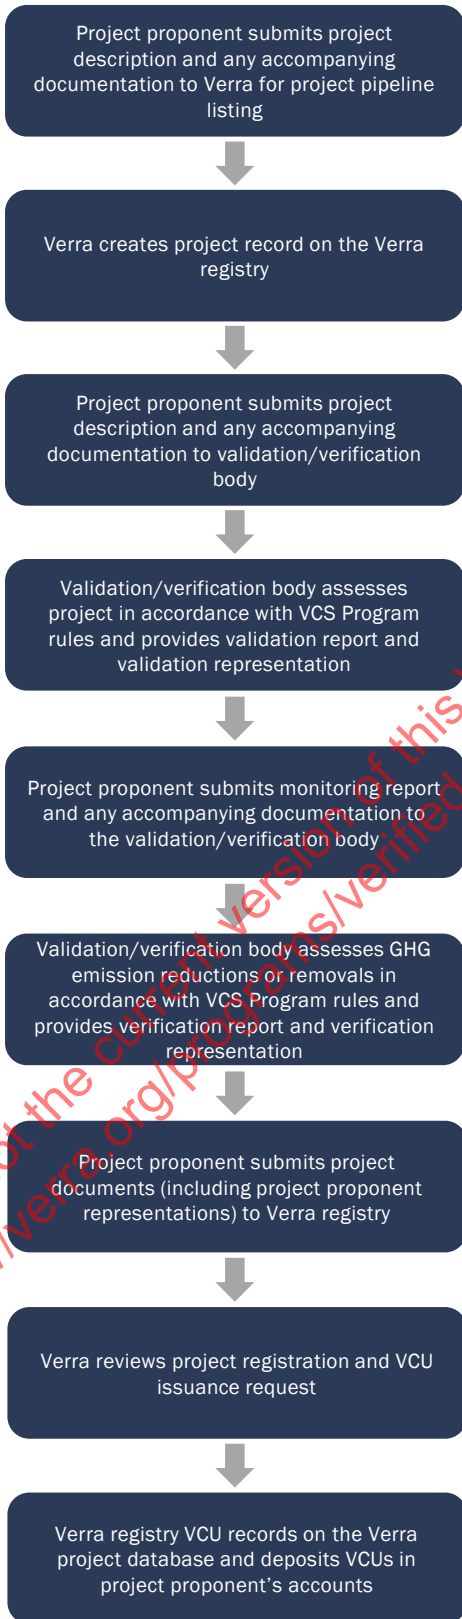 Project proponent submits project
description and any accompanying
documentation to Verra for project pipeline
listing
Verra creates project record on the Verra
registry
Project proponent submits project
description and any accompanying
documentation to validation/verification
body
Validation/verification body assesses
project in accordance with VCS Program
rules and provides validation report and
validation representation
Project proponent submits monitoring report
and any accompanying documentation to
the validation/verification body
Validation/verification body assesses GHG
emission reductions or removals in
accordance with VCS Program rules and
provides verification report and verification
representation
Project proponent submits project
documents (including project proponent
representations) to Verra registry
Verra reviews project registration and VCU
issuance request
Verra registry VCU records on the Verra
project database and deposits VCUs in
project proponent's accounts
not the current version of this
//verra.org/programs/verified